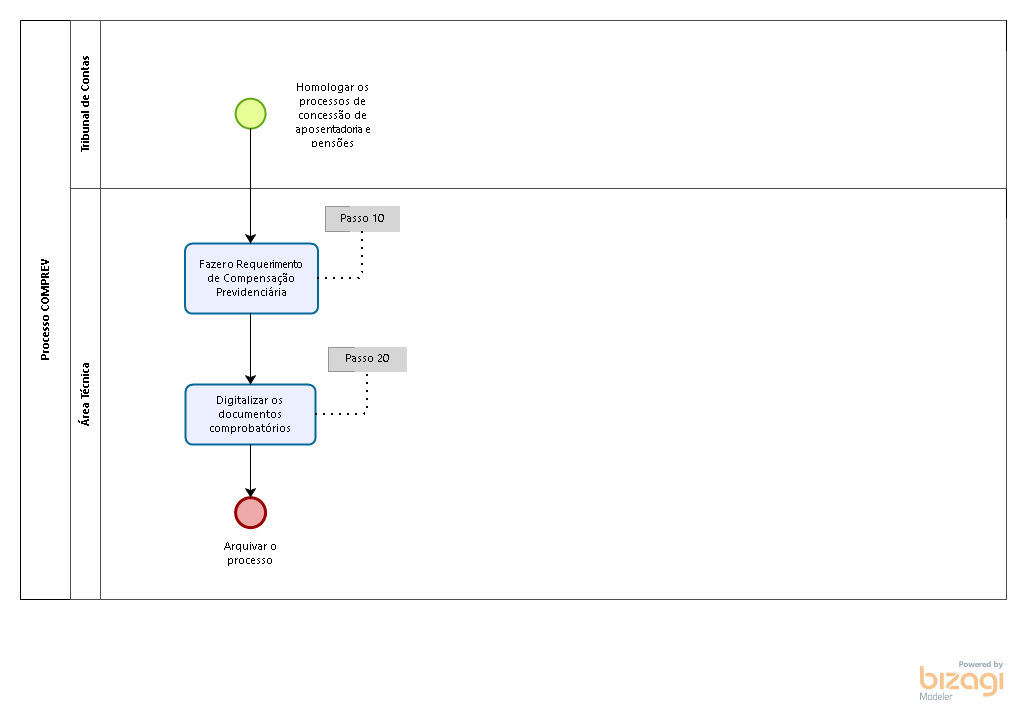 Processo COMPREV
Tribunal de Contas
Homologar os
processos de
concessão de
aposentadoria e
pensões
Área Técnica
Passo 10
Fazer o Requerimento
de Compensação
Previdenciária
Passo 20
Digitalizar os
documentos
comprobatórios
Arquivar o
processo
Powered by
bizagi
Modeler